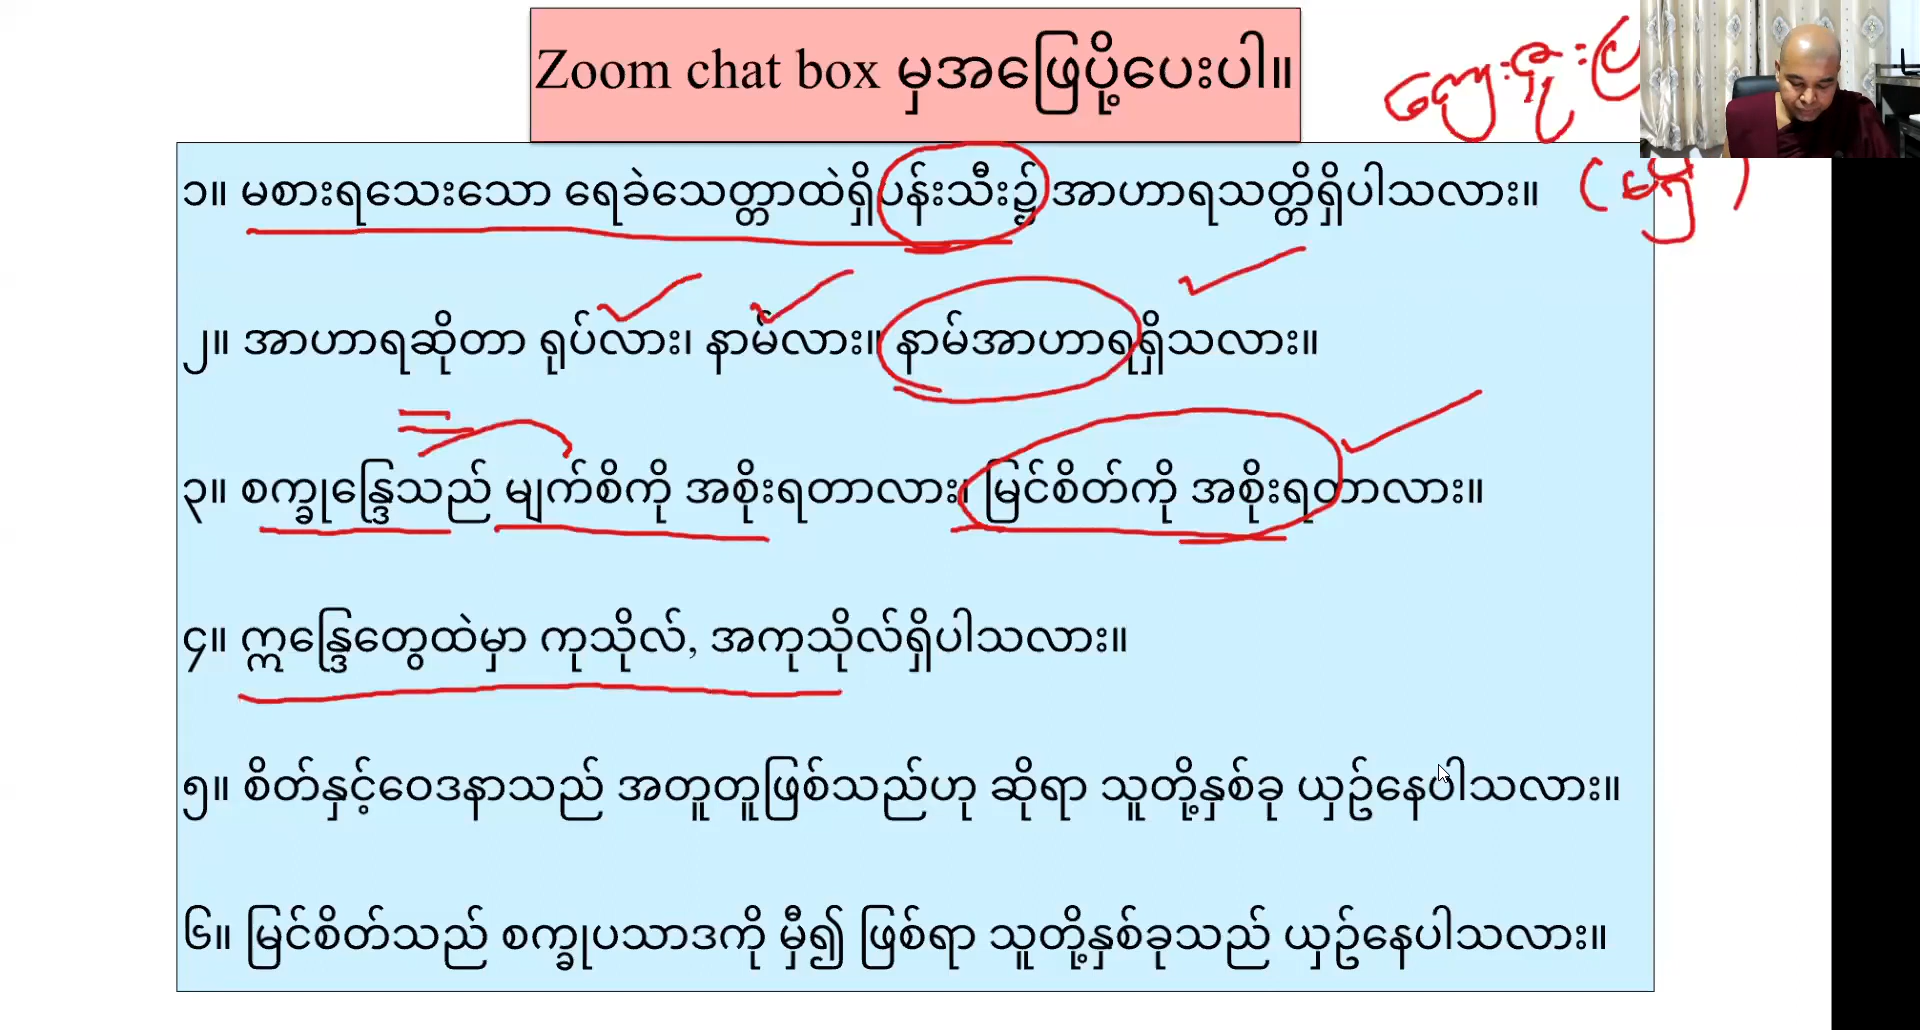 Zoom chat box မှအဖြေပို့ပေးပါ။
၁။ မစားရသေးသော ရေခဲသေတ္တာထဲရှိပန်းသီး၌ အာဟာရသတ္တိရှိပါသလား။
၂။ အာဟာရဆိုတာ ရုပ်လား၊ နာမ်လား။ နာမ်အာဟာရရှိသလား။
၃။ စက္ခုန္ဒြေသည် မျက်စိကို အစိုးရတာလား၊ မြင်စိတ်ကို အစိုးရတာလား။
၄။ ဣန္ဒြေတွေထဲမှာ ကုသိုလ်, အကုသိုလ်ရှိပါသလား။
၅။ စိတ်နှင့်ဝေဒနာသည် အတူတူဖြစ်သည်ဟု ဆိုရာ သူတို့နှစ်ခု ယှဉ်နေပါသလား။
၆။ မြင်စိတ်သည် စက္ခုပသာဒကို မှီ၍ ဖြစ်ရာ သူတို့နှစ်ခုသည် ယှဉ်နေပါသလား။